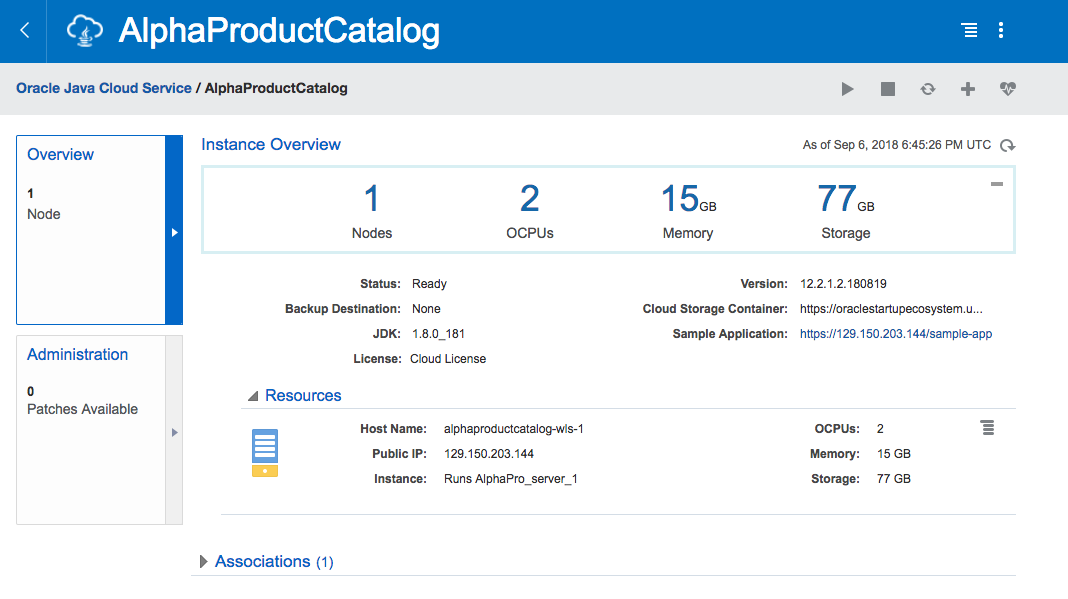 AlphaProductCatalog
Oracle Java Cloud Service / AlphaProductCatalog
Overview
1
Node
Administration
0
Patches Available
Instance Overview
As of Sep 6, 2018 6:45:26 PM UTC
1 2 15GB 77GB
Nodes OCPUs Memory Storage
Status: Ready Version: 12.2.1.2.180819
Backup Destination: None Cloud Storage Container: https://oraclestartupecosystem.u...
JDK: 1.8.0_181 Sample Application: https://129.150.203.144/sample-app
License: Cloud License
Resources
Host Name: alphaproductcatalog-wls-1 OCPUs: 2
Public IP: 129.150.203.144 Memory: 15 GB
Instance: Runs AlphaPro_server_1 Storage: 77 GB
Associations (1)